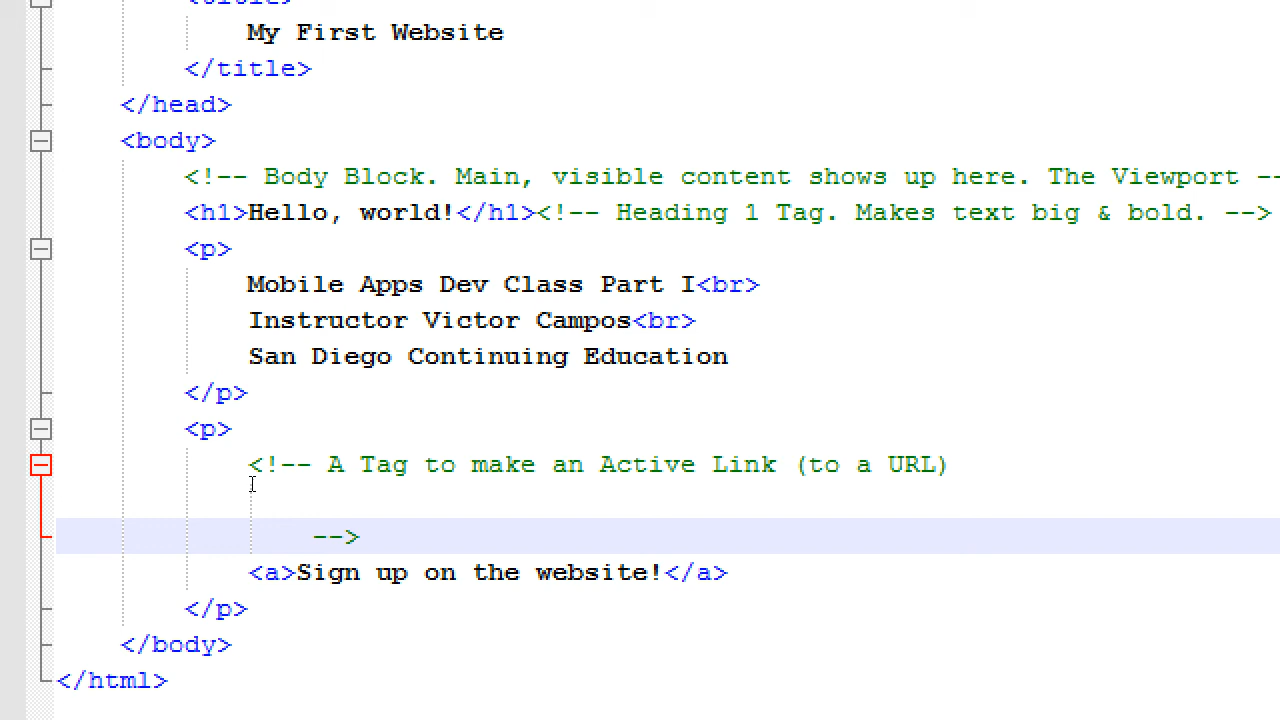 <title>
My First Website
</title>
</head>
<body>
<!-- Body Block. Main, visible content shows up here. The Viewport --
<h1>Hello, world!</h1><!-- Heading 1 Tag. Makes text big & bold. -->
<p>
Mobile Apps Dev Class Part I<br>
Instructor Victor Campos<br>
San Diego Continuing Education
</p>
<p>
<!-- A Tag to make an Active Link (to a URL)
-->
<a>Sign up on the website!</a>
</p>
</body>
</html>